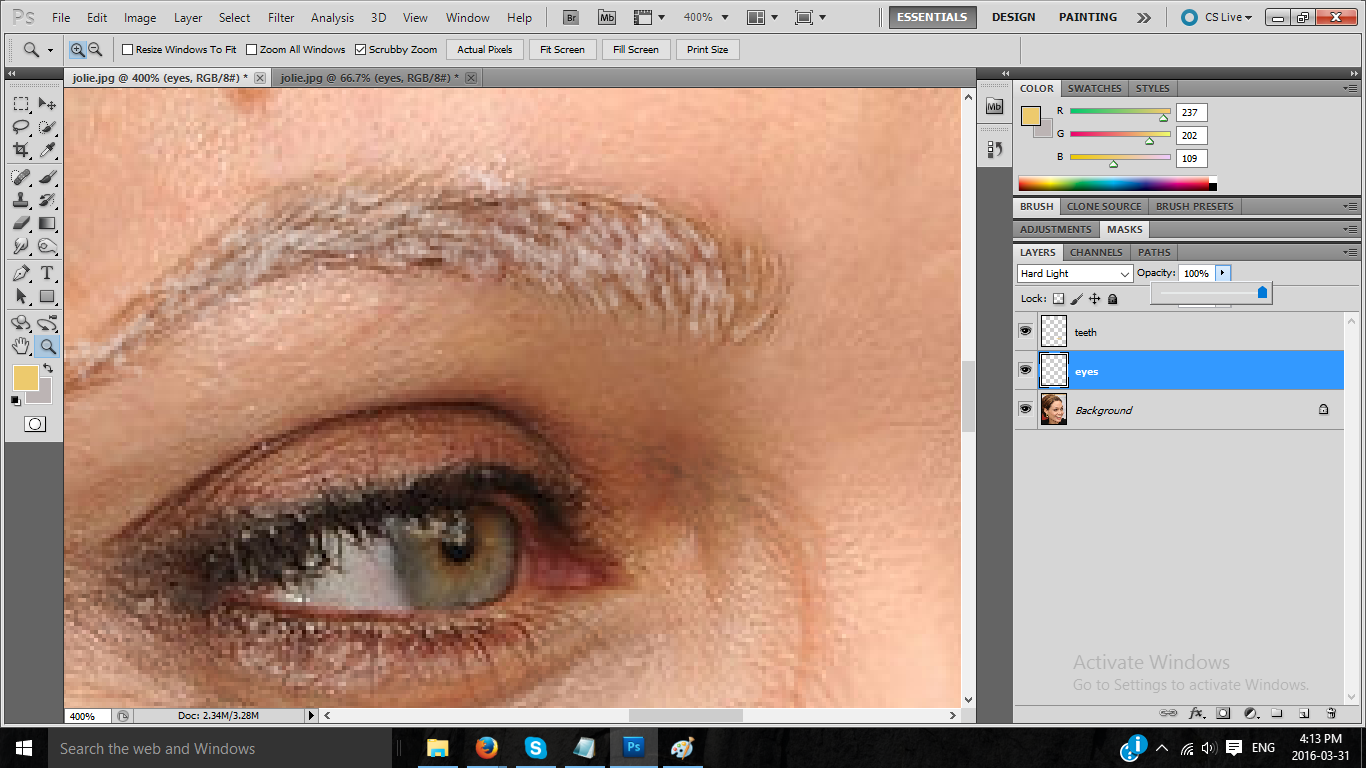 Ps File Edit Image Layer Select Filter Analysis 3D View Window Help Br Mb 400% ESSENTIALS DESIGN PAINTING CS Live
Resize Windows To Fit Zoom All Windows Scrubby Zoom Actual Pixels Fit Screen Fill Screen Print Size
jolie.jpg @ 400% (eyes, RGB/8#) * jolie.jpg @ 66.7% (eyes, RGB/8#) *
Mb
COLOR SWATCHES STYLES
R 237
G 202
B 109
BRUSH CLONE SOURCE BRUSH PRESETS
ADJUSTMENTS MASKS
LAYERS CHANNELS PATHS
Hard Light Opacity: 100%
Lock:
teeth
eyes
Background
T
Activate Windows
Go to Settings to activate Windows.
400% Doc: 2.34M/3.28M
fx
Search the web and Windows
S Ps
ENG
4:13 PM
2016-03-31